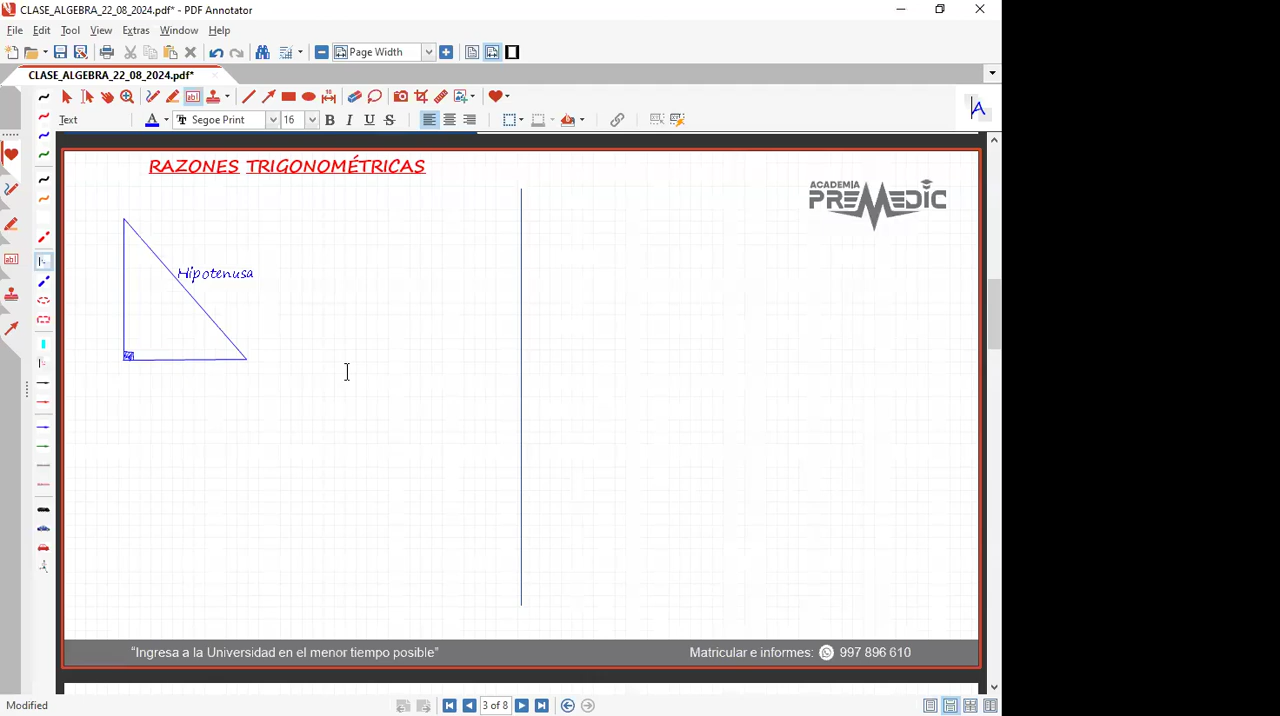 CLASE_ALGEBRA_22_08_2024.pdf* - PDF Annotator
File Edit Tool View Extras Window Help
Page Width
CLASE_ALGEBRA_22_08_2024.pdf*
Text A Segoe Print 16 B I U S
A
RAZONES TRIGONOMÉTRICAS
ACADEMIA
PREMEDIC
Hipotenusa
“Ingresa a la Universidad en el menor tiempo posible” Matricular e informes: 997 896 610
Modified 3 of 8